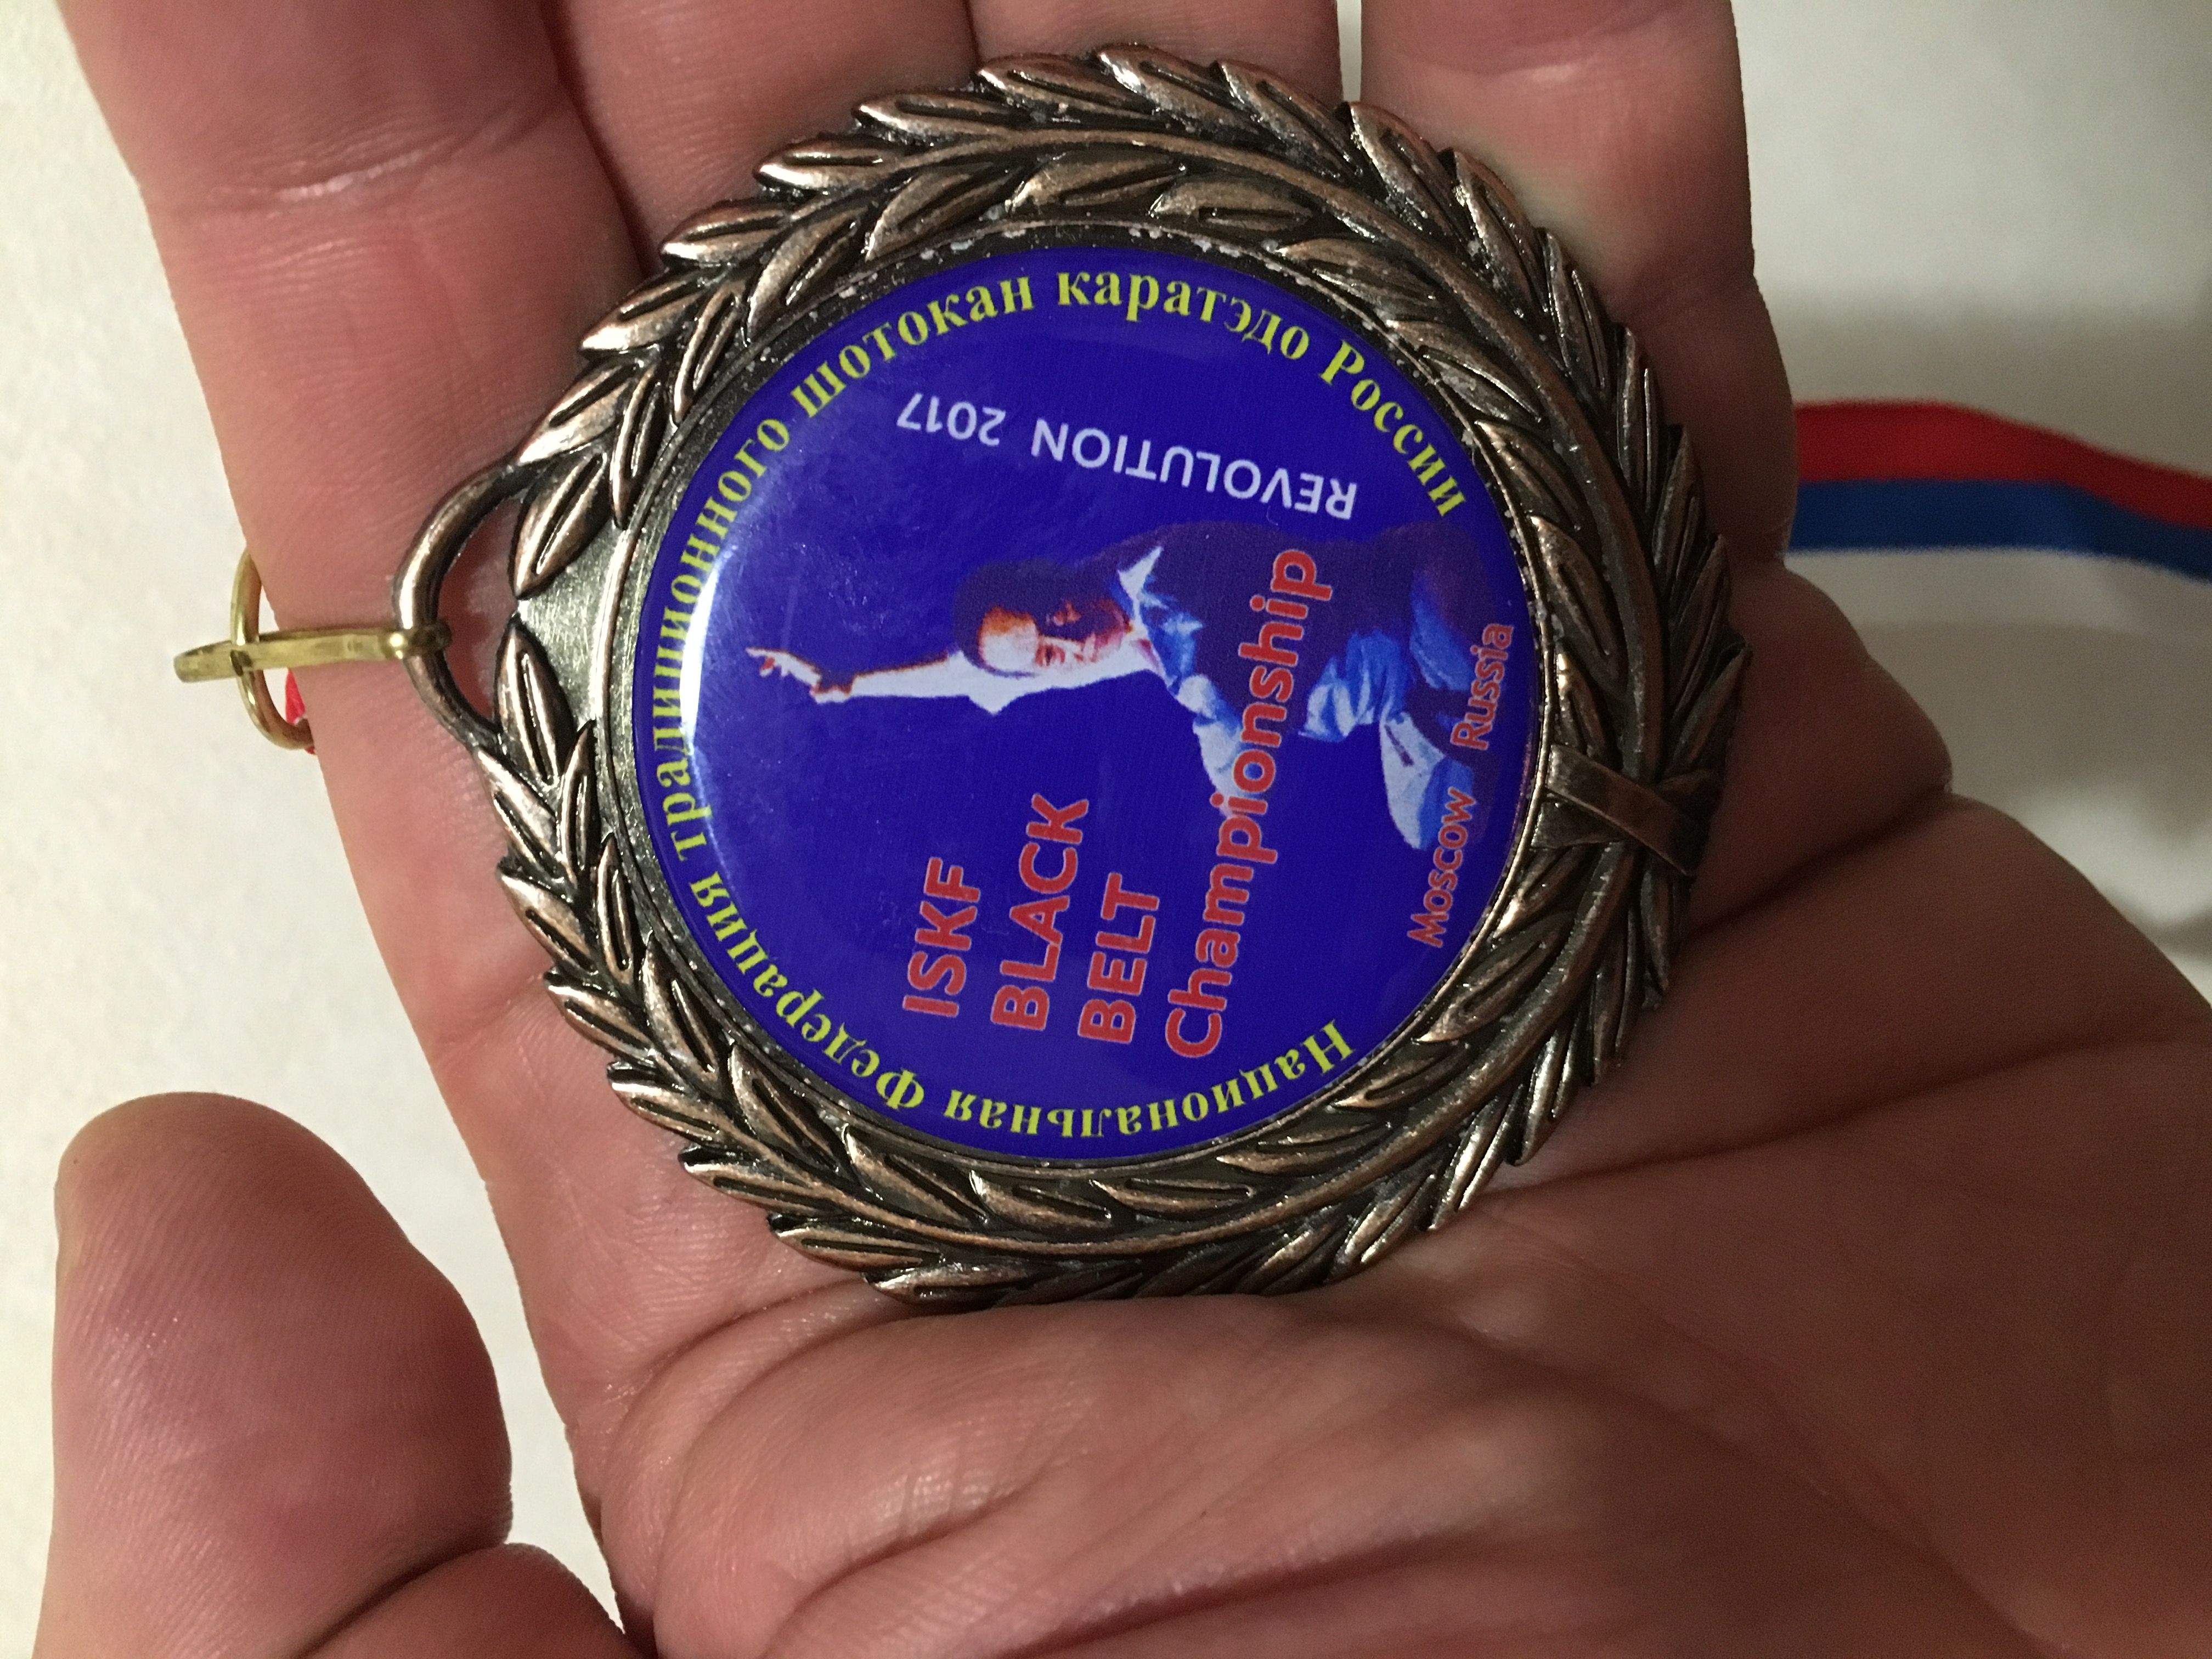 Национальная Федерация традиционного шотокан каратэдо России
ISKF
BLACK
BELT
Championship
Moscow Russia
REVOLUTION 2017